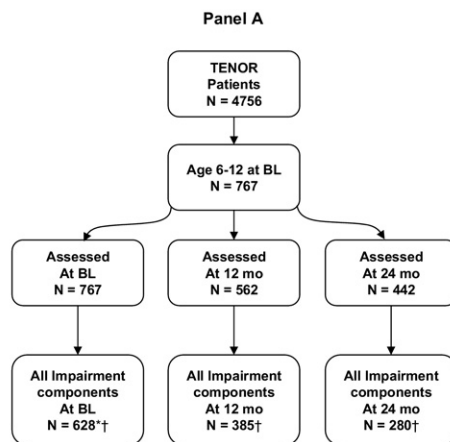 Panel A
TENOR
Patients
N = 4756
Age 6-12 at BL
N = 767
Assessed
At BL
N = 767
Assessed
At 12 mo
N = 562
Assessed
At 24 mo
N = 442
All Impairment
components
At BL
N = 628*†
All Impairment
components
At 12 mo
N = 385†
All Impairment
components
At 24 mo
N = 280†